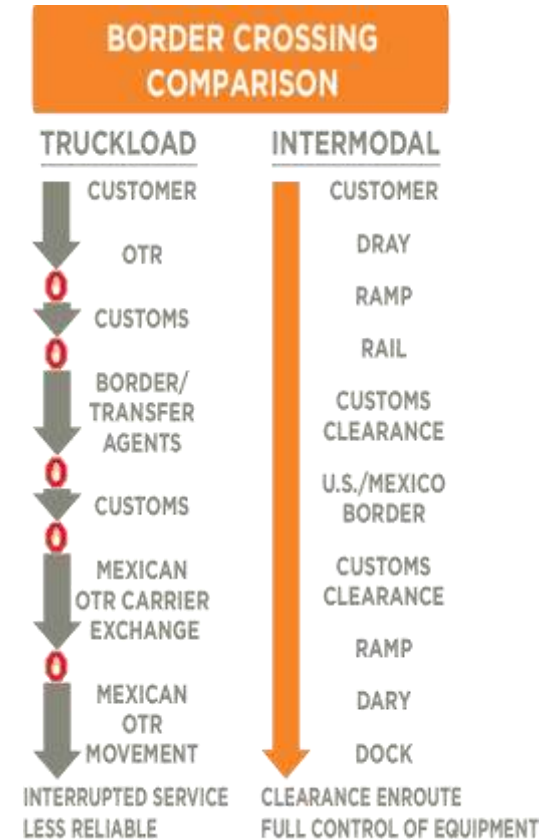 BORDER CROSSING
COMPARISON
TRUCKLOAD
CUSTOMER
OTR
CUSTOMS
BORDER/
TRANSFER
AGENTS
CUSTOMS
MEXICAN
OTR CARRIER
EXCHANGE
MEXICAN
OTR
MOVEMENT
INTERRUPTED SERVICE
LESS RELIABLE
INTERMODAL
CUSTOMER
DRAY
RAMP
RAIL
CUSTOMS
CLEARANCE
U.S./MEXICO
BORDER
CUSTOMS
CLEARANCE
RAMP
DARY
DOCK
CLEARANCE ENROUTE
FULL CONTROL OF EQUIPMENT